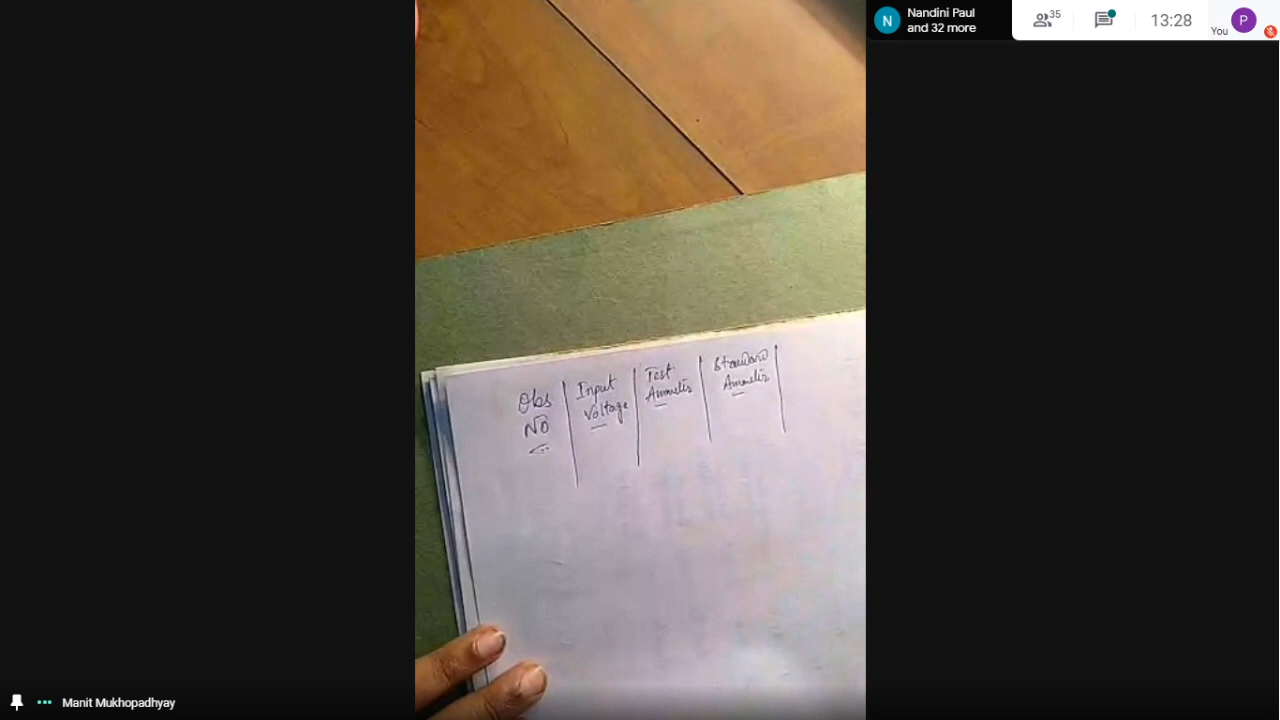 Nandini Paul
and 32 more
35
13:28
You
P
N
Obs
NO
Input
Voltage
Test
Ammeter
Standard
Ammeter
Manit Mukhopadhyay